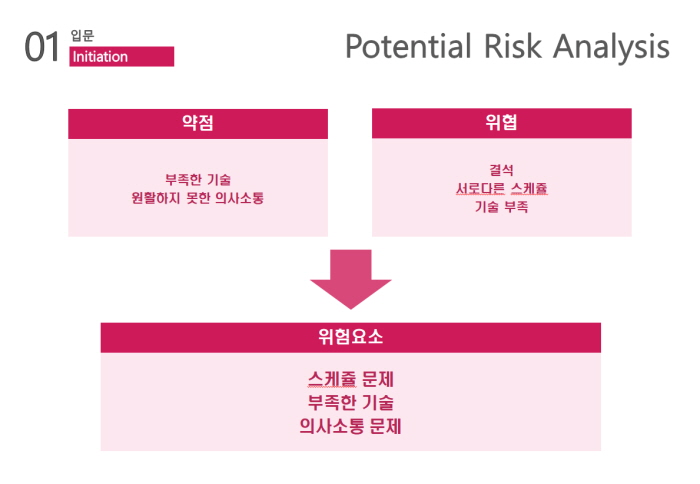 01
입문
Initiation
Potential Risk Analysis
약점
부족한 기술
원활하지 못한 의사소통
위협
결석
서로다른 스케쥴
기술 부족
위험요소
스케쥴 문제
부족한 기술
의사소통 문제